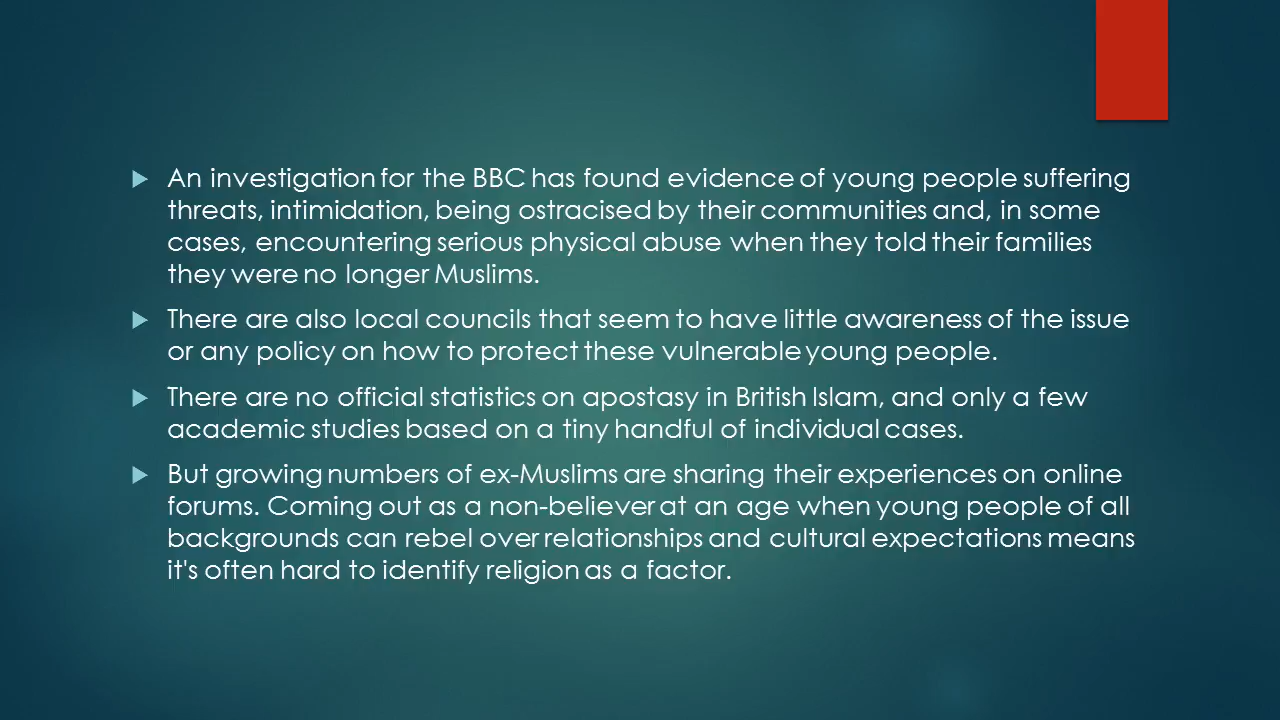 An investigation for the BBC has found evidence of young people suffering
threats, intimidation, being ostracised by their communities and, in some
cases, encountering serious physical abuse when they told their families
they were no longer Muslims.
There are also local councils that seem to have little awareness of the issue
or any policy on how to protect these vulnerable young people.
There are no official statistics on apostasy in British Islam, and only a few
academic studies based on a tiny handful of individual cases.
But growing numbers of ex-Muslims are sharing their experiences on online
forums. Coming out as a non-believer at an age when young people of all
backgrounds can rebel over relationships and cultural expectations means
it's often hard to identify religion as a factor.